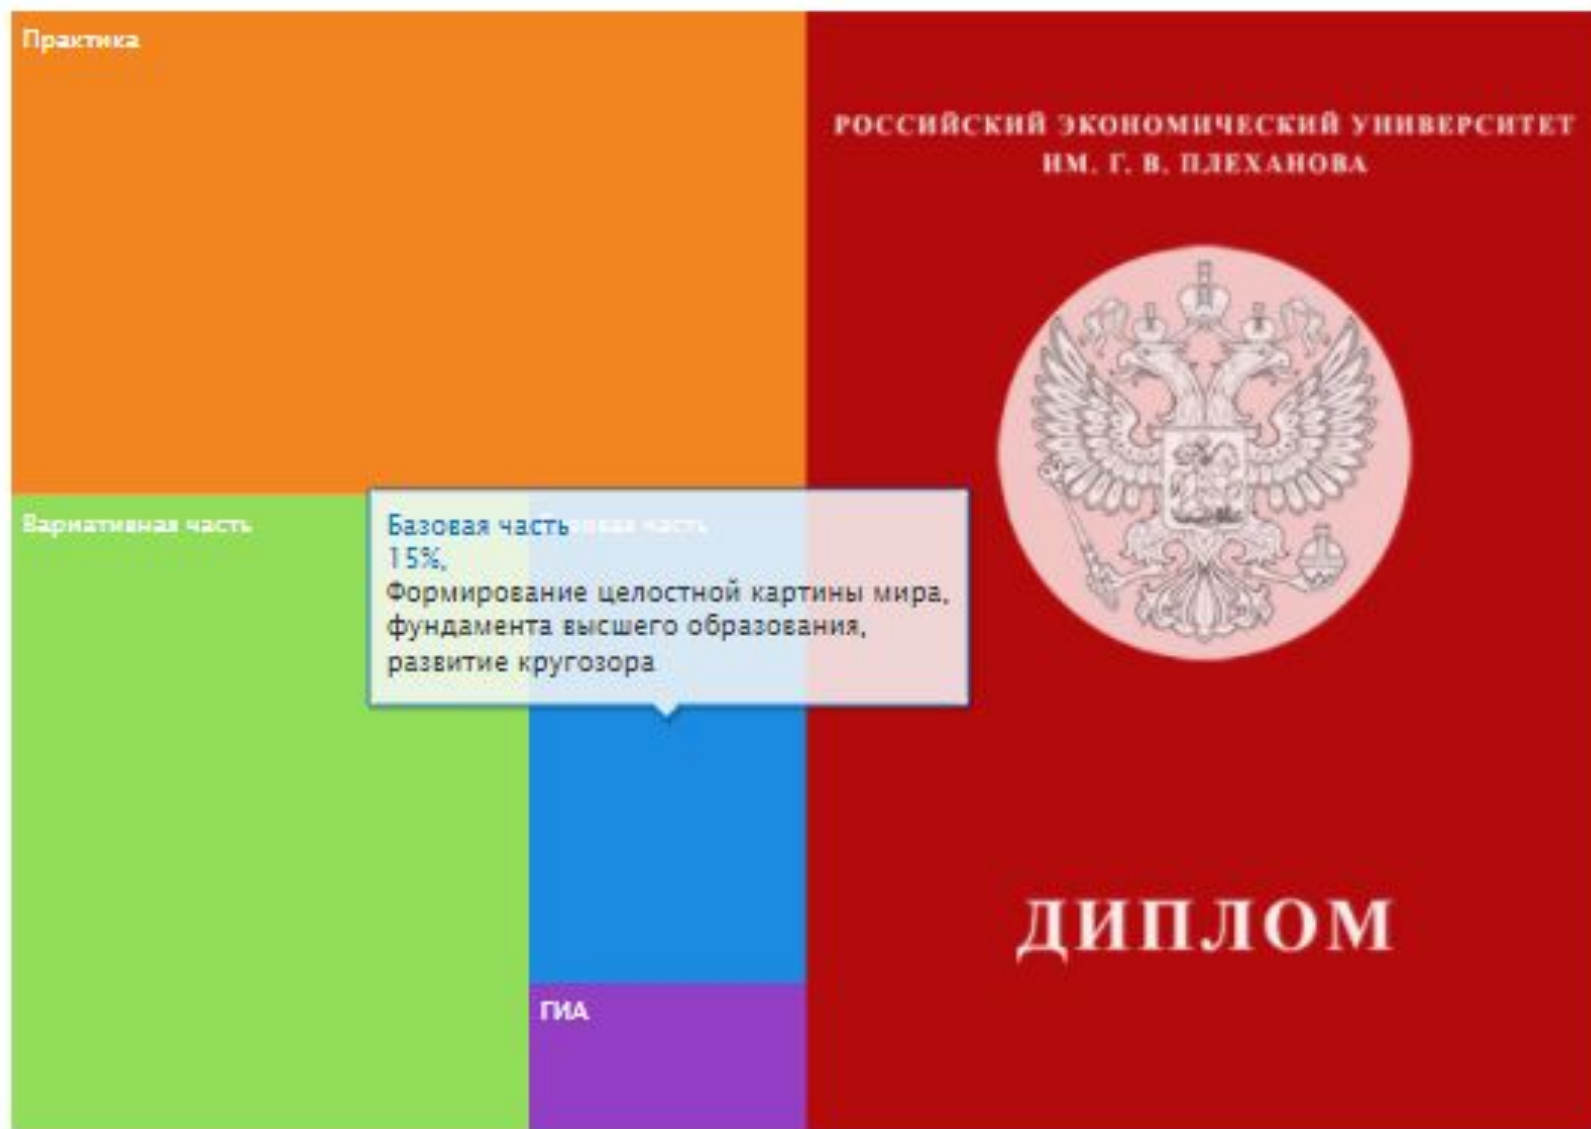 Практика
РОССИЙСКИЙ ЭКОНОМИЧЕСКИЙ УНИВЕРСИТЕТ
ИМ. Г. В. ПЛЕХАНОВА
Вариативная часть
Базовая часть
15%,
Формирование целостной картины мира,
фундамента высшего образования,
развитие кругозора
ГИА
ДИПЛОМ